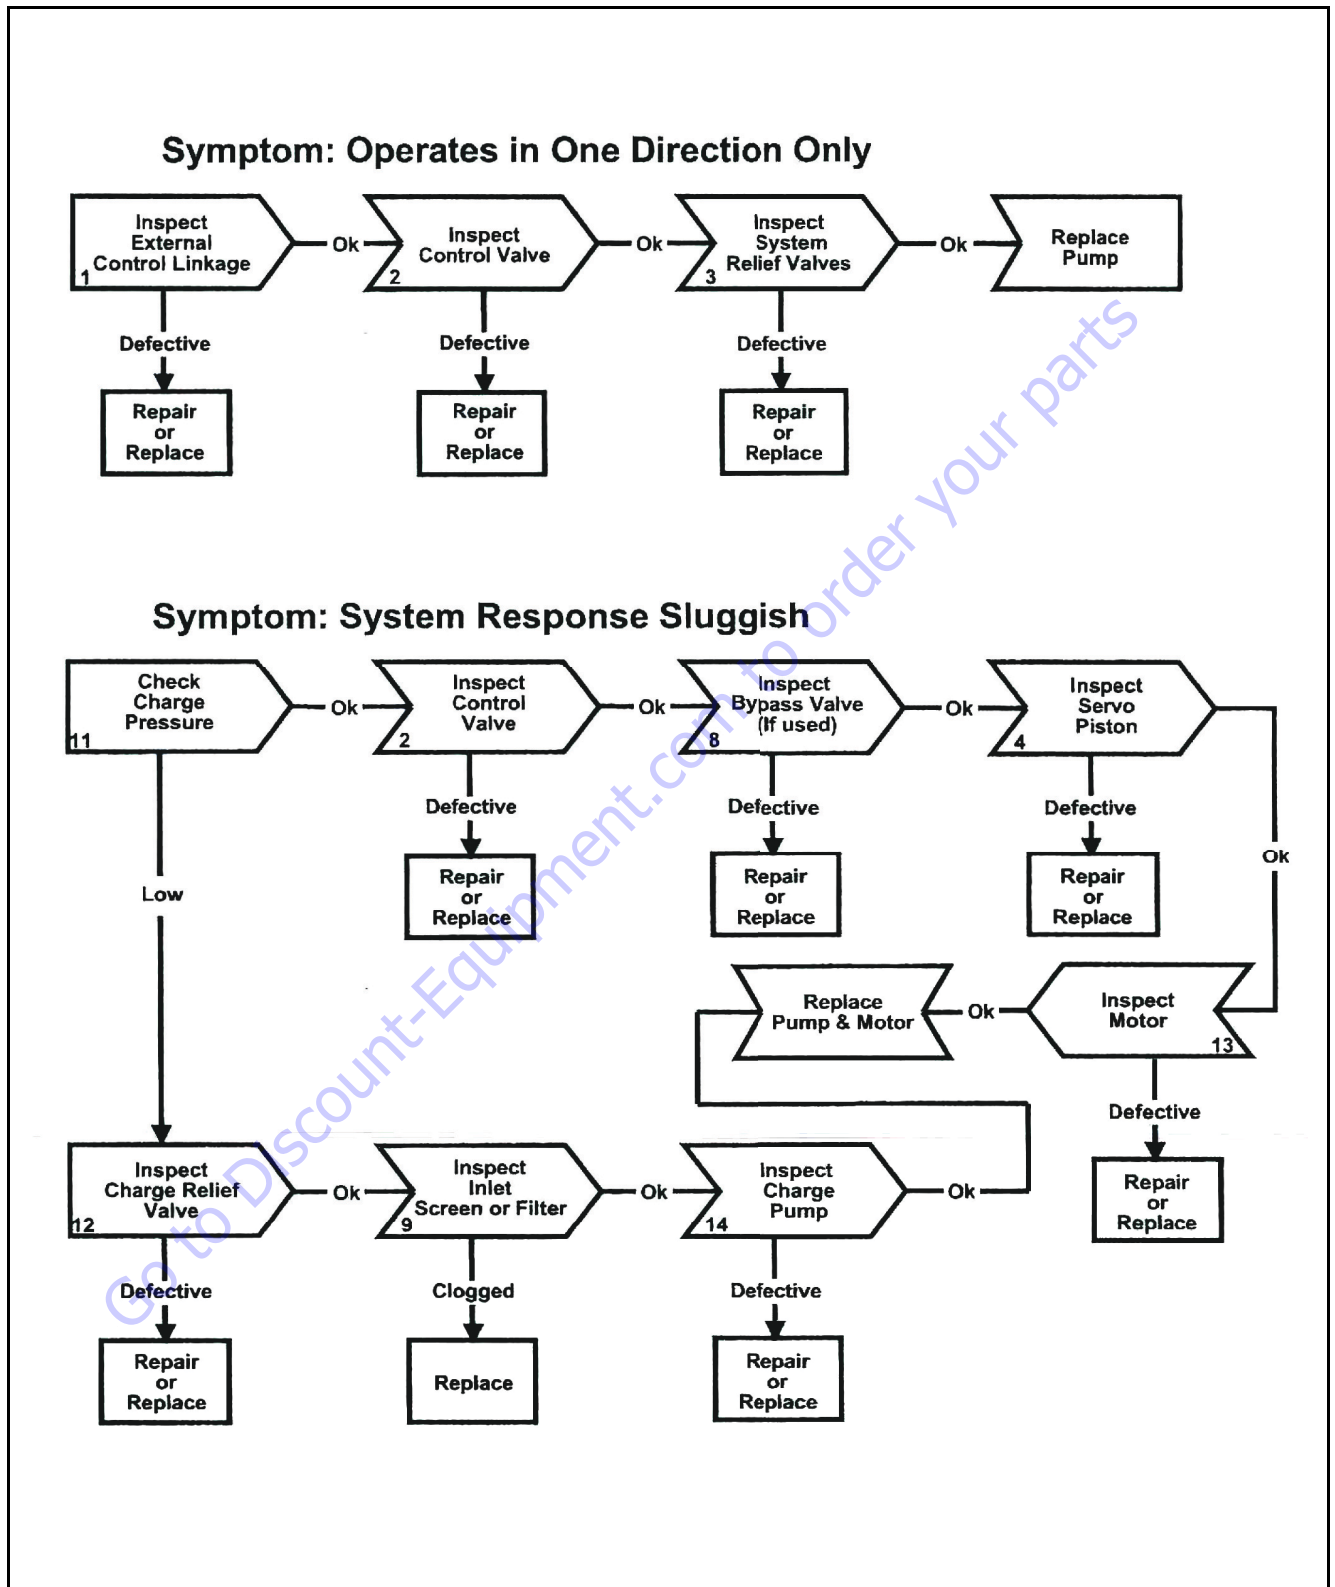 Symptom: Operates in One Direction Only
Inspect
External
Control Linkage
1
Ok
Inspect
Control Valve
2
Ok
Inspect
System
Relief Valves
3
Ok
Replace
Pump
Defective
Defective
Defective
Repair
or
Replace
Repair
or
Replace
Repair
or
Replace
Symptom: System Response Sluggish
Check
Charge
Pressure
11
Ok
Inspect
Control
Valve
2
Ok
Inspect
Bypass Valve
(If used)
8
Ok
Inspect
Servo
Piston
4
Ok
Low
Defective
Defective
Defective
Repair
or
Replace
Repair
or
Replace
Repair
or
Replace
Replace
Pump & Motor
Ok
Inspect
Motor
13
Defective
Repair
or
Replace
Inspect
Charge Relief
Valve
12
Ok
Inspect
Inlet
Screen or Filter
9
Ok
Inspect
Charge
Pump
14
Ok
Defective
Clogged
Defective
Repair
or
Replace
Replace
Repair
or
Replace
Go to Discount-Equipment.com to order your parts